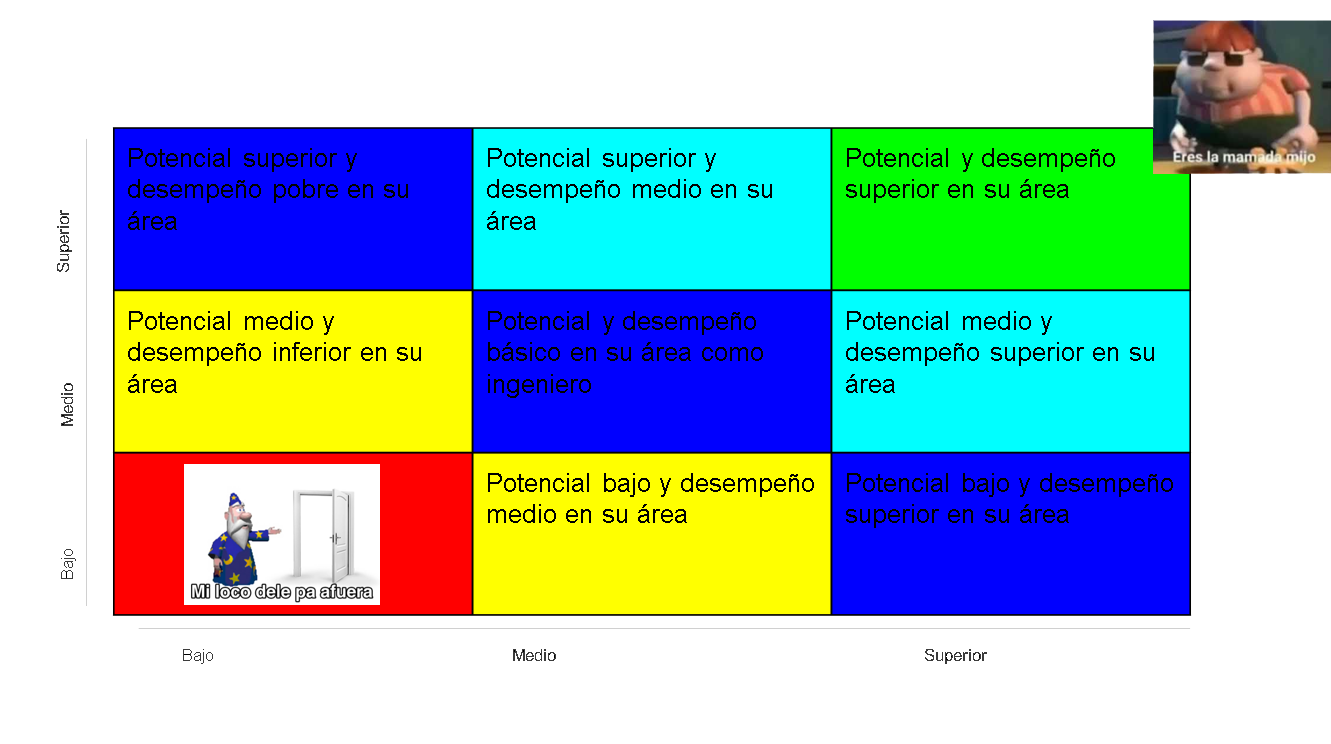 Eres la mamada mijo
Superior
Potencial superior y
desempeño pobre en su
área
Potencial superior y
desempeño medio en su
área
Potencial y desempeño
superior en su área
Medio
Potencial medio y
desempeño inferior en su
área
Potencial y desempeño
básico en su área como
ingeniero
Potencial medio y
desempeño superior en su
área
Bajo
Mi loco dele pa afuera
Potencial bajo y desempeño
medio en su área
Potencial bajo y desempeño
superior en su área
Bajo
Medio
Superior